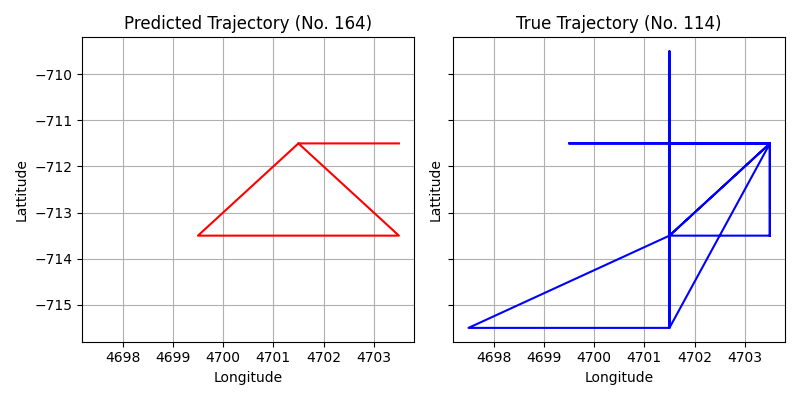 Predicted Trajectory (No. 164)
True Trajectory (No. 114)
Lattitude
−710
−711
−712
−713
−714
−715
4698 4699 4700 4701 4702 4703
Longitude
Lattitude
4698 4699 4700 4701 4702 4703
Longitude